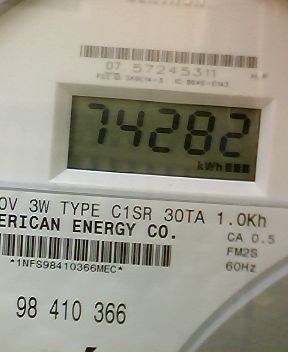 07 57245311
74282
kWh
0V 3W TYPE C1SR 30TA 1.0Kh
ERICAN ENERGY CO.
CA 0.5
FM2S
60Hz
*1NFS98410366MEC*
98 410 366